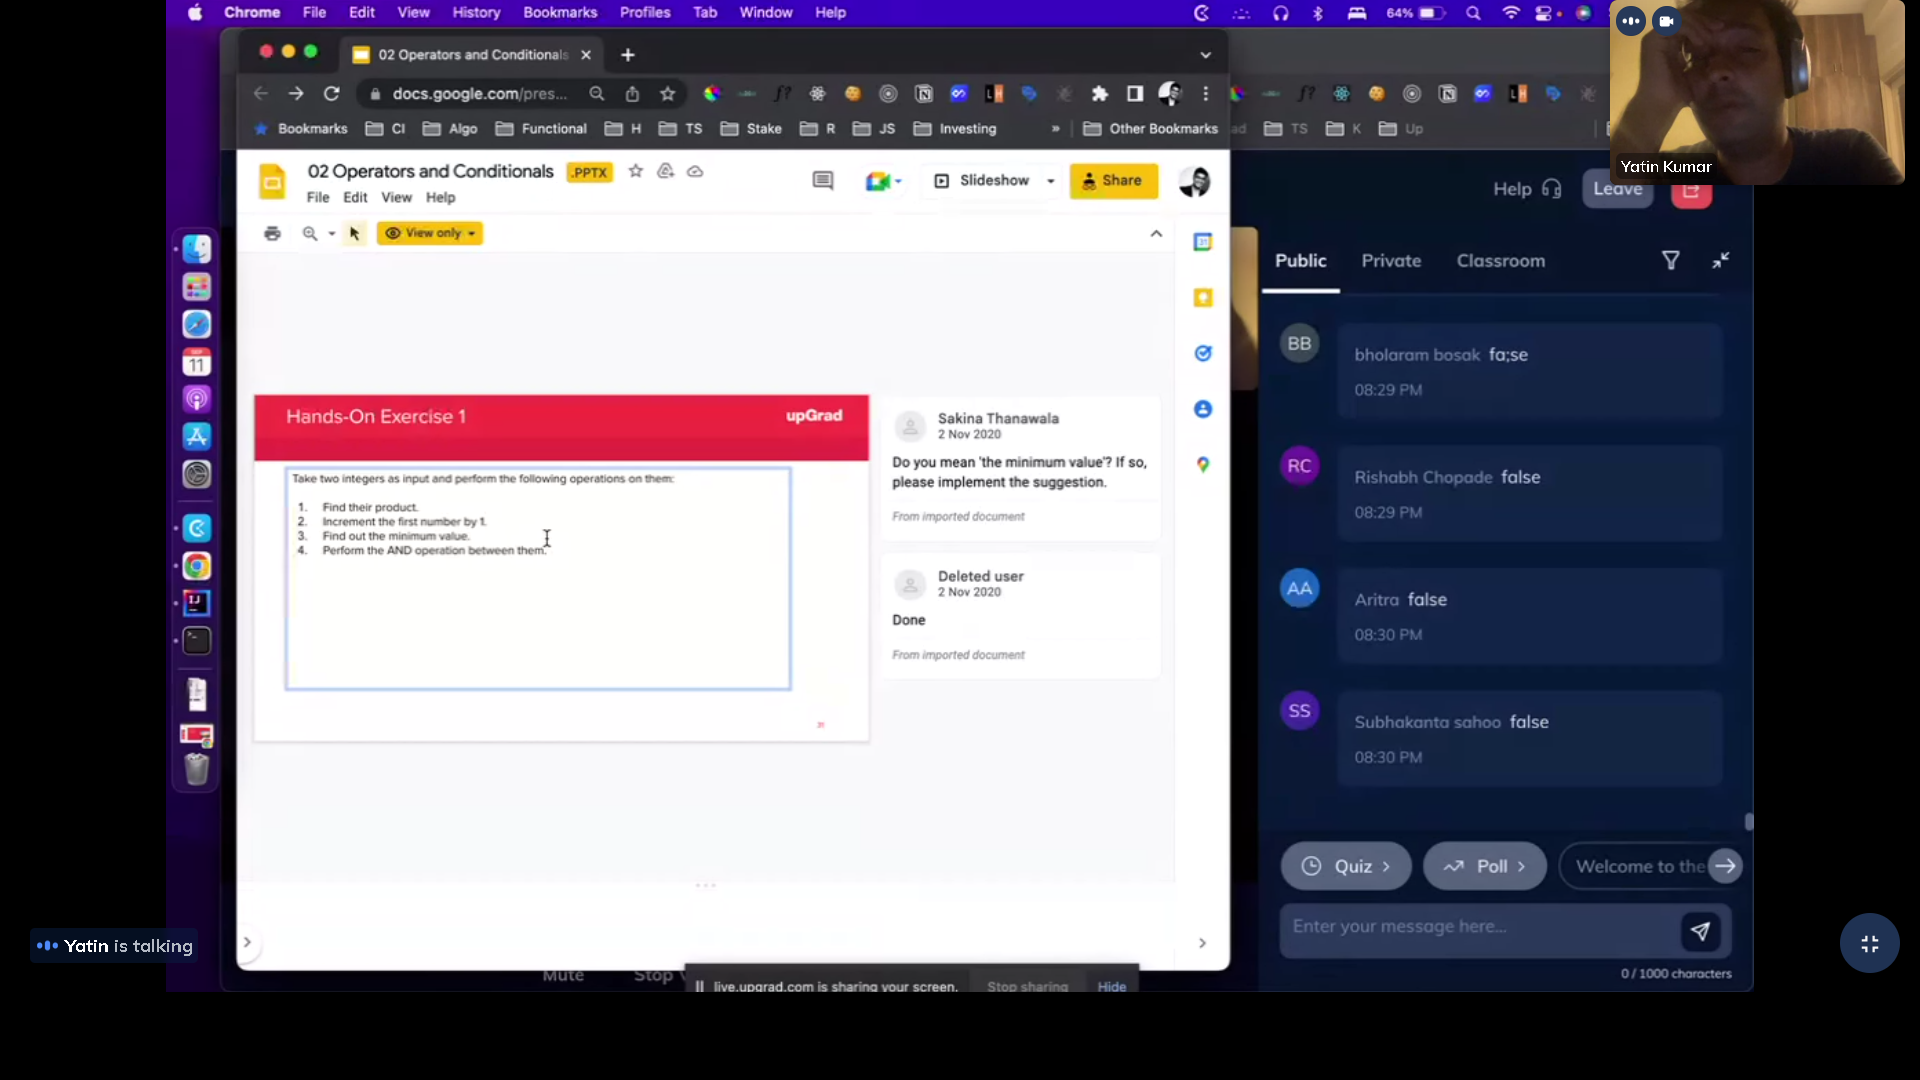 Chrome File Edit View History Bookmarks Profiles Tab Window Help
64%
02 Operators and Conditionals
docs.google.com/pres...
Bookmarks CI Algo Functional H TS Stake R JS Investing » Other Bookmarks
TS K Up
02 Operators and Conditionals .PPTX
File Edit View Help
Slideshow
Share
View only
Hands-On Exercise 1
upGrad
Take two integers as input and perform the following operations on them:
1. Find their product.
2. Increment the first number by 1.
3. Find out the minimum value.
4. Perform the AND operation between them.
Sakina Thanawala
2 Nov 2020
Do you mean 'the minimum value'? If so,
please implement the suggestion.
From imported document
Deleted user
2 Nov 2020
Done
From imported document
SEP
11
31
Mute Stop
live.upgrad.com is sharing your screen. Stop sharing Hide
Yatin is talking
Yatin Kumar
Help Leave
Public Private Classroom
BB
bholaram bosak fa;se
08:29 PM
RC
Rishabh Chopade false
08:29 PM
AA
Aritra false
08:30 PM
SS
Subhakanta sahoo false
08:30 PM
Quiz Poll Welcome to the
Enter your message here...
0 / 1000 characters